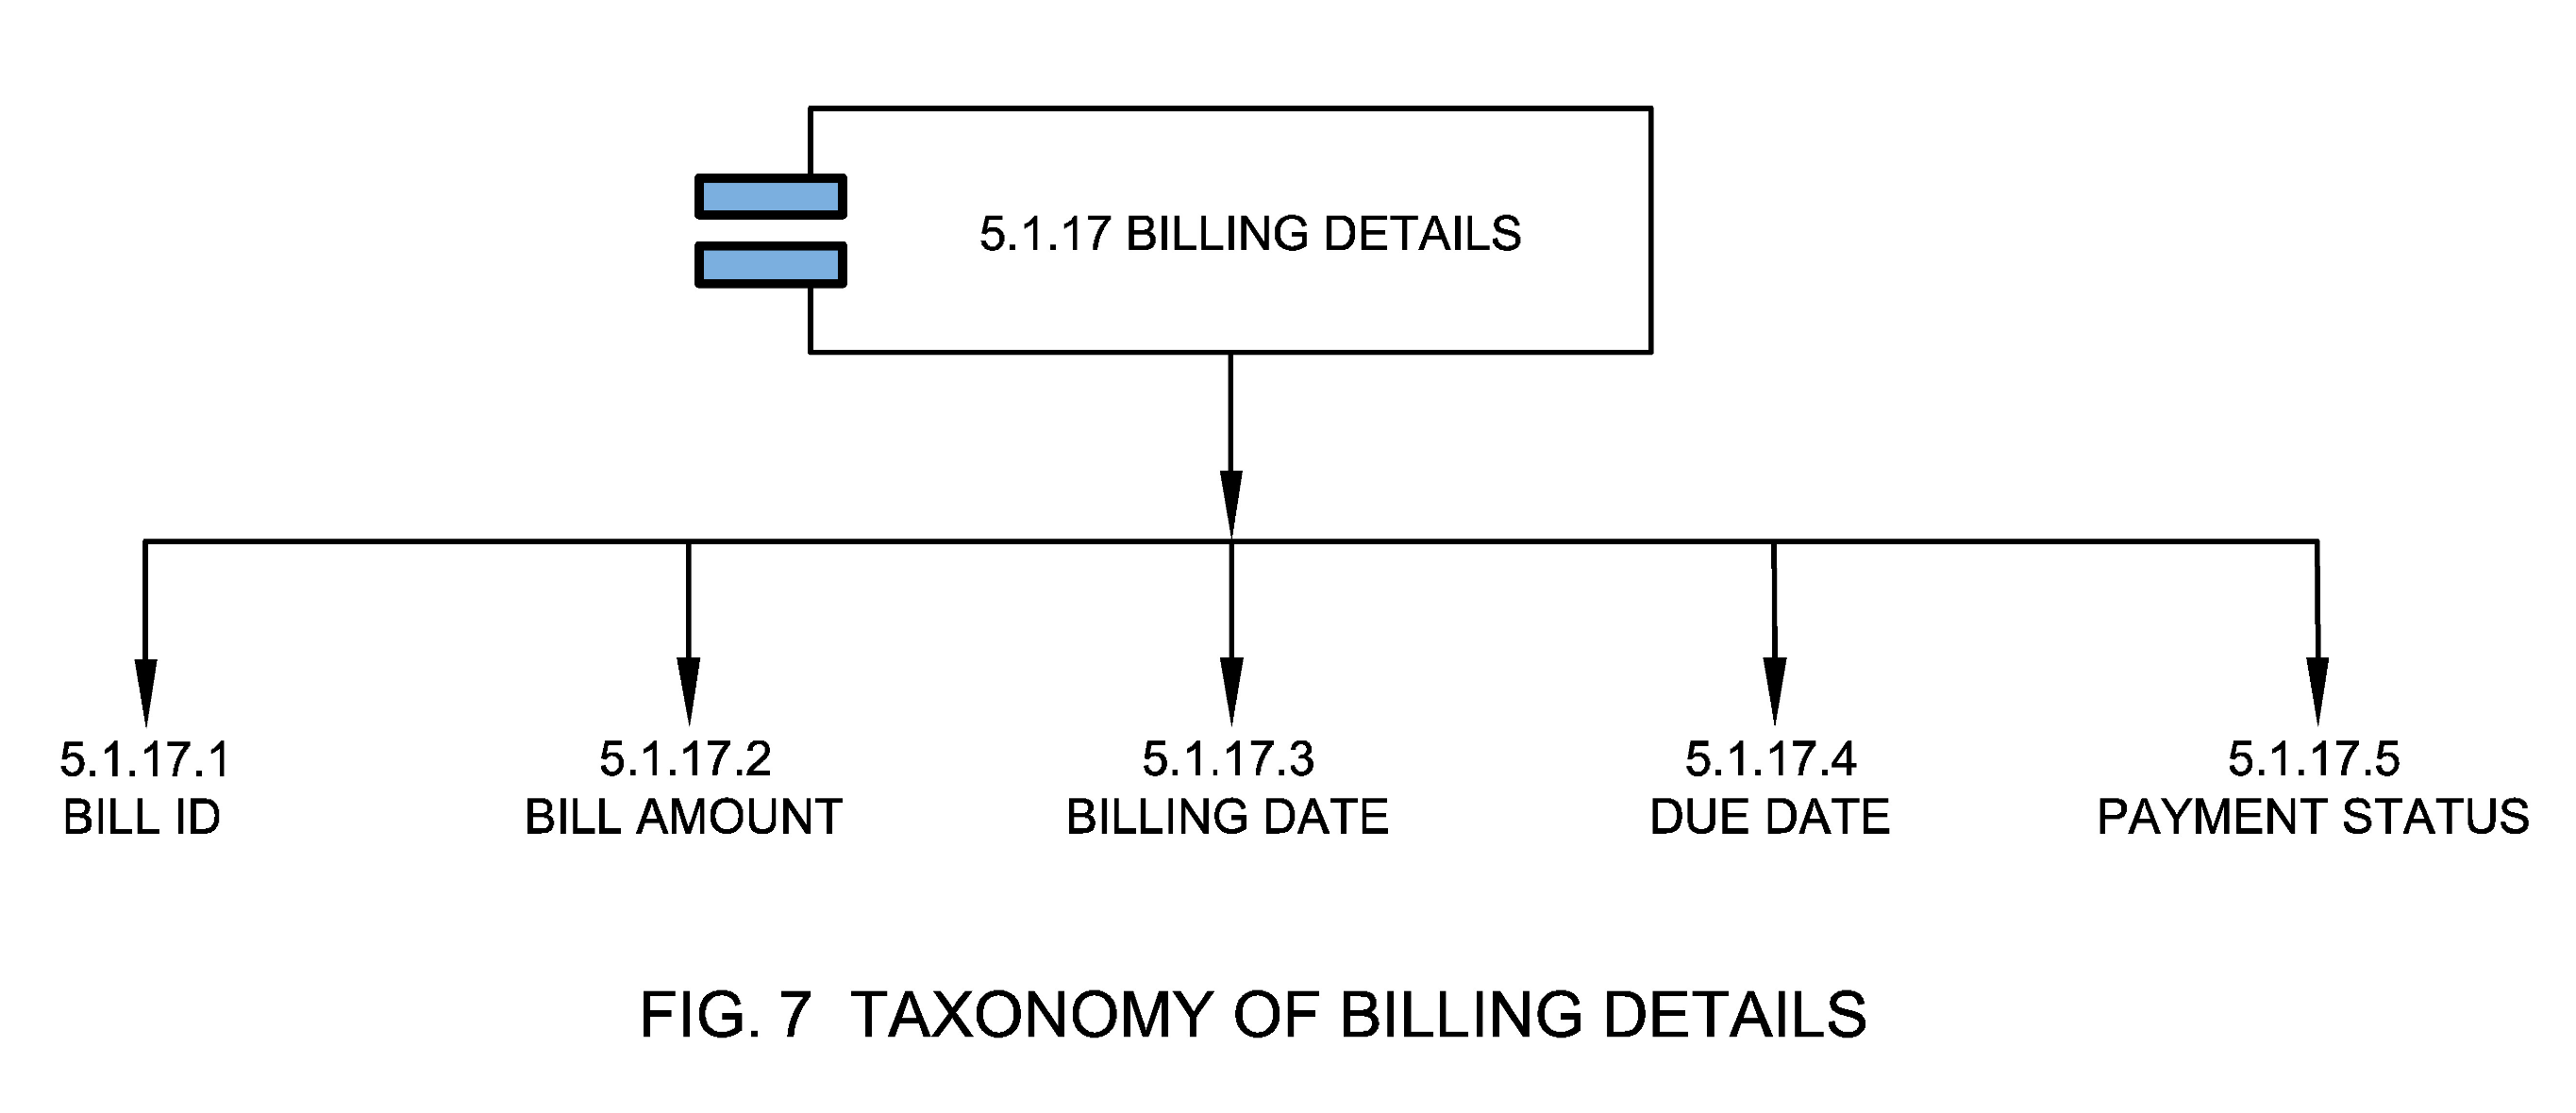 5.1.17 BILLING DETAILS
5.1.17.1
BILL ID
5.1.17.2
BILL AMOUNT
5.1.17.3
BILLING DATE
5.1.17.4
DUE DATE
5.1.17.5
PAYMENT STATUS
FIG. 7 TAXONOMY OF BILLING DETAILS